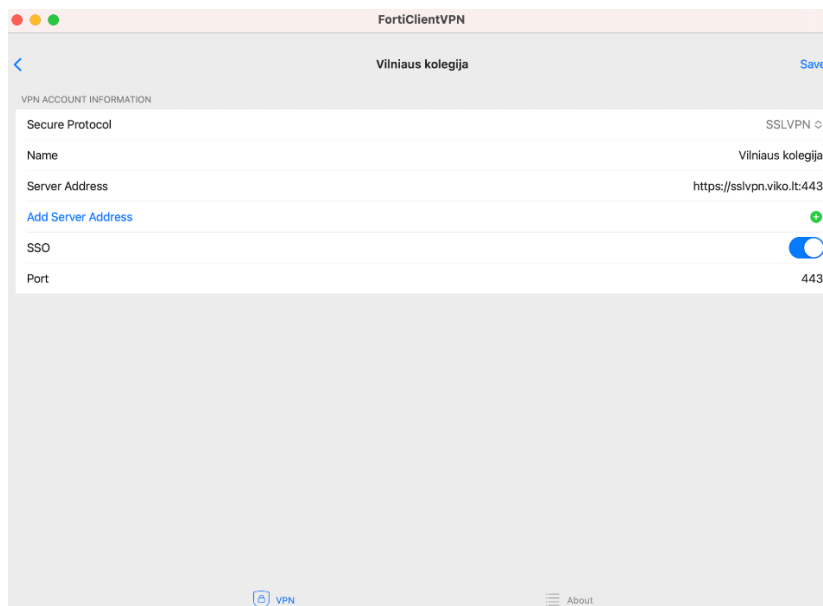 FortiClientVPN
Vilniaus kolegija
Save
VPN ACCOUNT INFORMATION
Secure Protocol SSLVPN
Name Vilniaus kolegija
Server Address https://sslvpn.viko.lt:443
Add Server Address
SSO
Port 443
VPN About